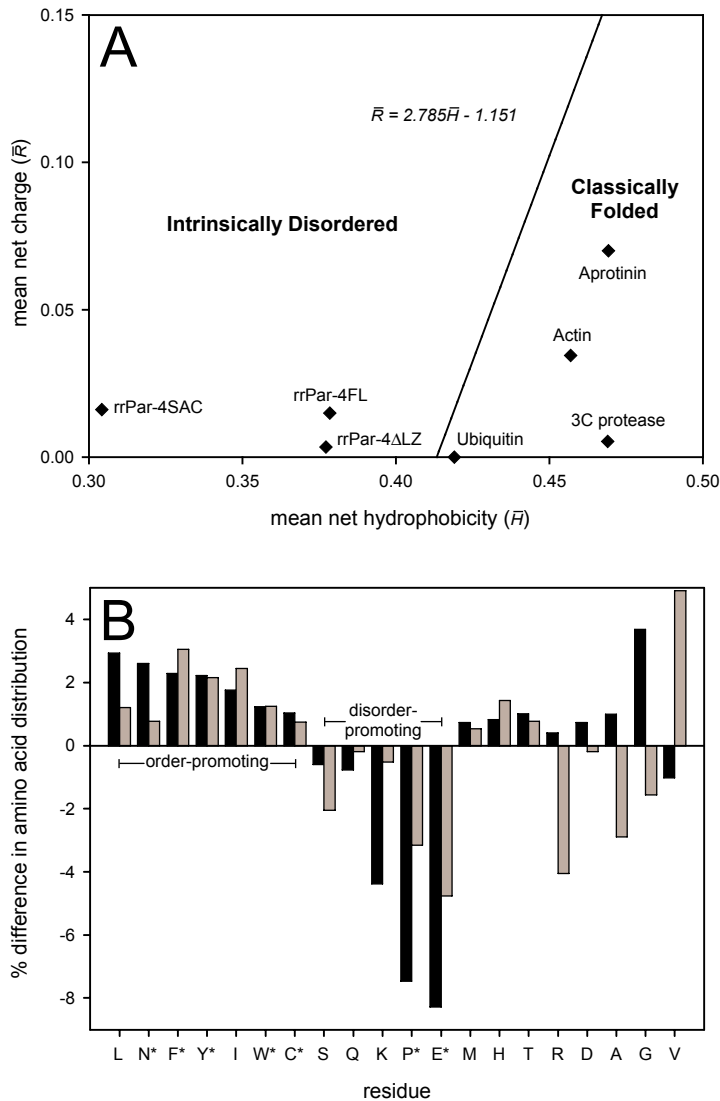 A
0.15
0.10
0.05
0.00
mean net charge (R̅)
R̅ = 2.785H̅ - 1.151
Intrinsically Disordered
Classically
Folded
Aprotinin
Actin
3C protease
Ubiquitin
rrPar-4SAC
rrPar-4FL
rrPar-4ΔLZ
0.30 0.35 0.40 0.45 0.50
mean net hydrophobicity (H̅)
B
4
2
0
-2
-4
-6
-8
% difference in amino acid distribution
disorder-
promoting
order-promoting
L N* F* Y* I W* C* S Q K P* E* M H T R D A G V
residue